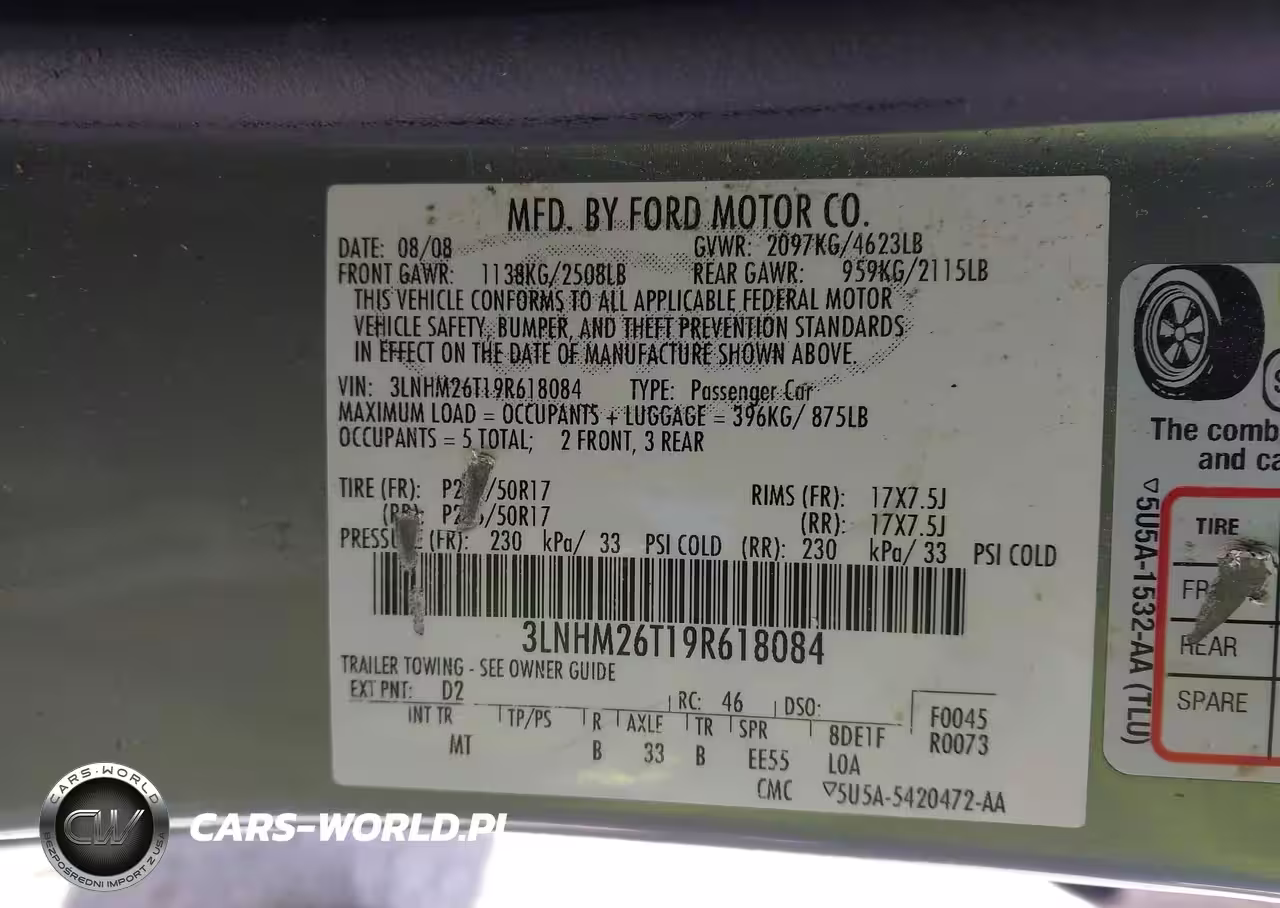 MFD. BY FORD MOTOR CO.
DATE: 08/08 GVWR: 2097KG/4623LB
FRONT GAWR: 1138KG/2508LB REAR GAWR: 959KG/2115LB
THIS VEHICLE CONFORMS TO ALL APPLICABLE FEDERAL MOTOR
VEHICLE SAFETY, BUMPER, AND THEFT PREVENTION STANDARDS
IN EFFECT ON THE DATE OF MANUFACTURE SHOWN ABOVE.
VIN: 3LNHM26T19R618084 TYPE: Passenger Car
MAXIMUM LOAD = OCCUPANTS + LUGGAGE = 396KG/ 875LB
OCCUPANTS = 5 TOTAL; 2 FRONT, 3 REAR
TIRE (FR): /50R17 RIMS (FR): 17X7.5J
/50R17 (RR): 17X7.5J
(FR): 230 kPa/ 33 PSI COLD (RR): 230 kPa/ 33 PSI COLD
3LNHM26T19R618084
TRAILER TOWING - SEE OWNER GUIDE
EXT PNT: D2 RC: 46 DSO: F0045
INT TR TP/PS R AXLE TR SPR 8DE1F R0073
MT B 33 B EE55 LOA
CMC 5U5A-5420472-AA
The comb
and ca
5U5A-1532-AA (TLU)
TIRE
REAR
SPARE
CARS-WORLD
CW
BEZPOŚREDNI IMPORT Z USA
CARS-WORLD.PL